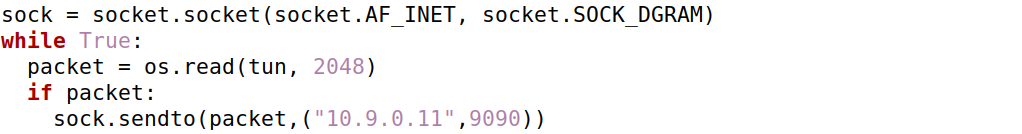 sock = socket.socket(socket.AF_INET, socket.SOCK_DGRAM)
while True:
  packet = os.read(tun, 2048)
  if packet:
    sock.sendto(packet,("10.9.0.11",9090))